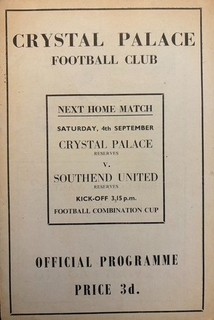 CRYSTAL PALACE
FOOTBALL CLUB
NEXT HOME MATCH
SATURDAY, 4th SEPTEMBER
CRYSTAL PALACE
RESERVES
v.
SOUTHEND UNITED
RESERVES
KICK-OFF 3.15 p.m.
FOOTBALL COMBINATION CUP
OFFICIAL PROGRAMME
PRICE 3d.